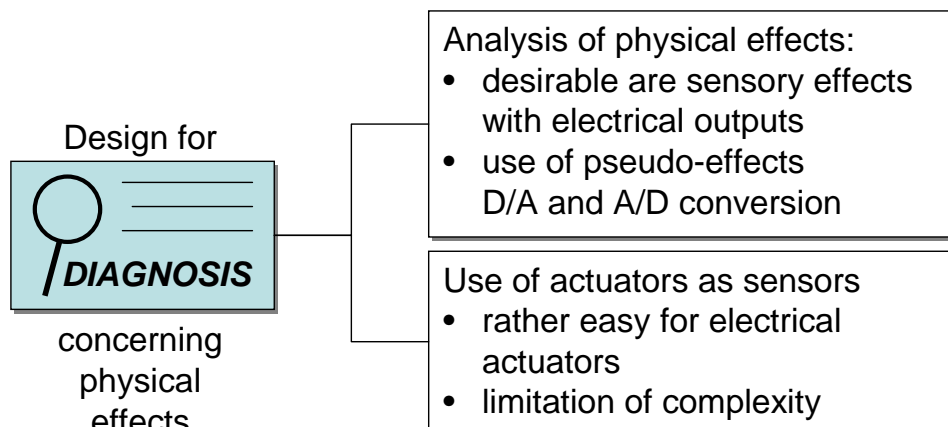 Design for
DIAGNOSIS
concerning
physical
effects
Analysis of physical effects:
• desirable are sensory effects
with electrical outputs
• use of pseudo-effects
D/A and A/D conversion
Use of actuators as sensors
• rather easy for electrical
actuators
• limitation of complexity